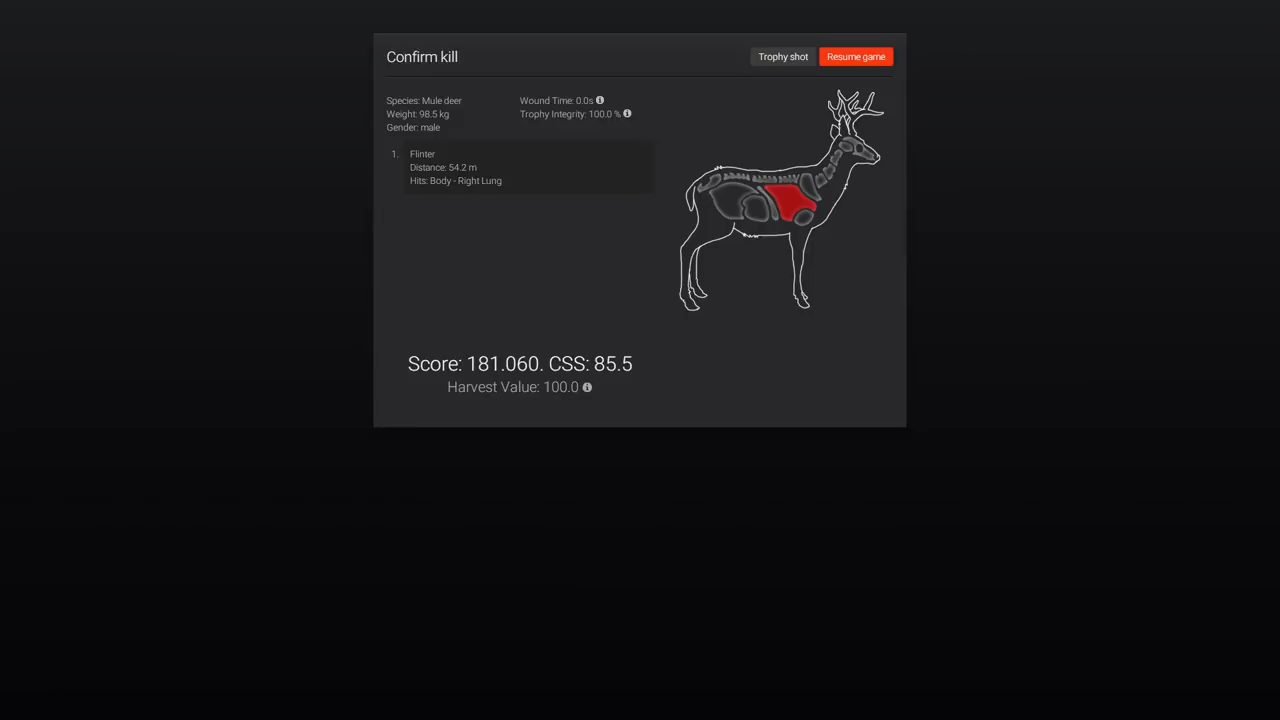 Confirm kill
Trophy shot
Resume game
Species: Mule deer
Weight: 98.5 kg
Gender: male
Wound Time: 0.0s
Trophy Integrity: 100.0 %
1.
Flinter
Distance: 54.2 m
Hits: Body - Right Lung
Score: 181.060. CSS: 85.5
Harvest Value: 100.0